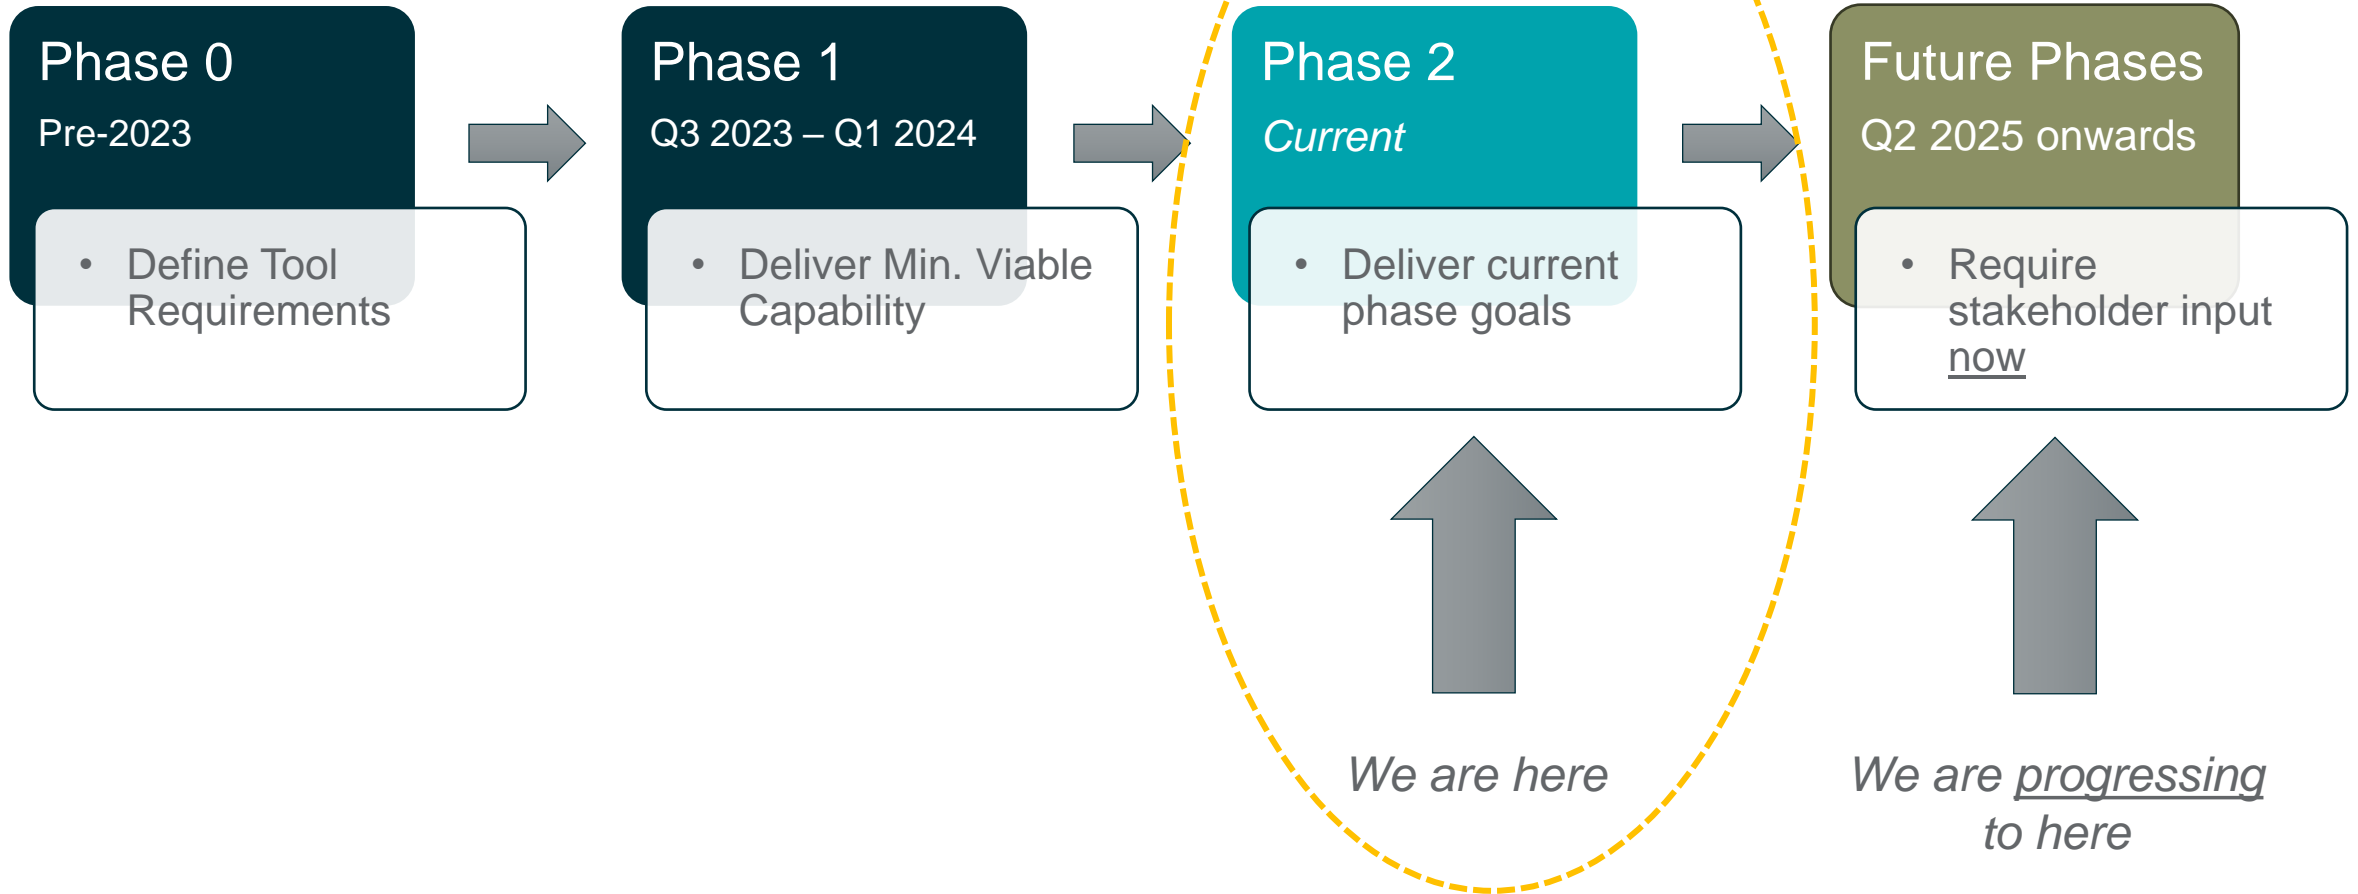 Phase 0
Pre-2023
• Define Tool
Requirements
Phase 1
Q3 2023 – Q1 2024
• Deliver Min. Viable
Capability
Phase 2
Current
• Deliver current
phase goals
We are here
Future Phases
Q2 2025 onwards
• Require
stakeholder input
now
We are progressing
to here